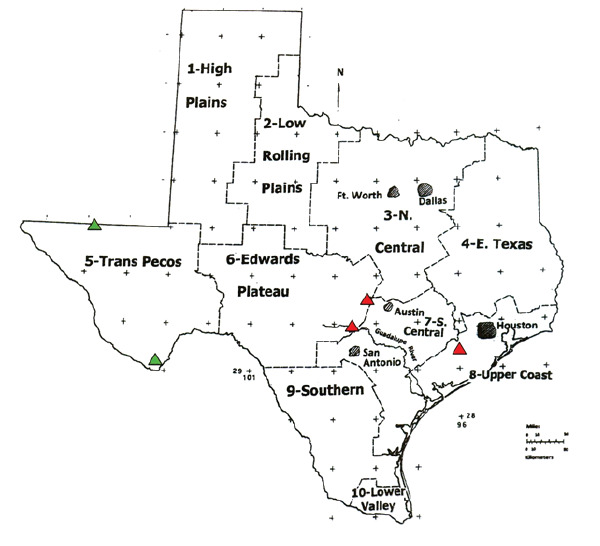 1-High
Plains
N
2-Low
Rolling
Plains
Ft. Worth
Dallas
3-N.
Central
4-E. Texas
5-Trans Pecos
6-Edwards
Plateau
Austin
7-S.
Central
Houston
Guadalupe River
San
Antonio
8-Upper Coast
29
101
9-Southern
28
96
10-Lower
Valley
Miles
Kilometers